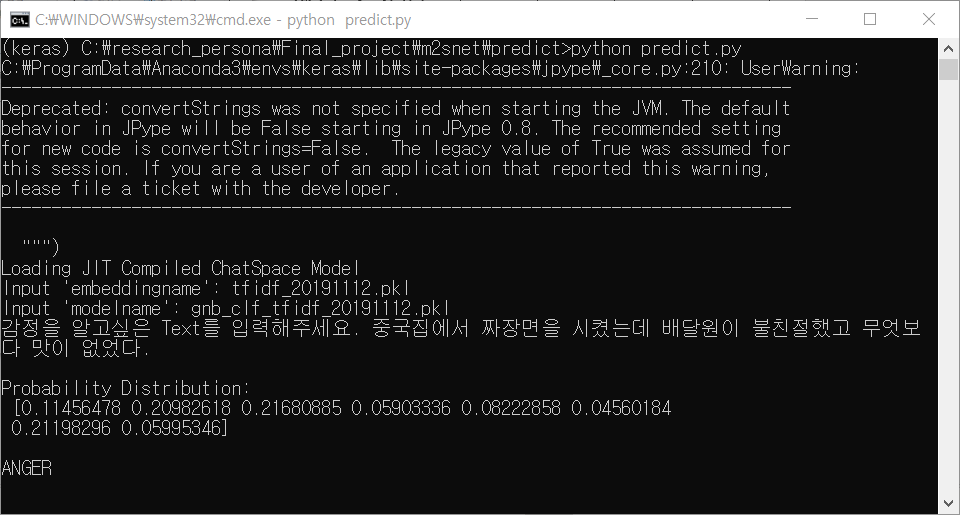 C:\WINDOWS\system32\cmd.exe - python  predict.py
(keras) C:₩research_persona₩Final_project₩m2snet₩predict>python predict.py
C:₩ProgramData₩Anaconda3₩envs₩keras₩lib₩site-packages₩jpype₩_core.py:210: UserWarning:
-------------------------------------------------------------------------------
Deprecated: convertStrings was not specified when starting the JVM. The default
behavior in JPype will be False starting in JPype 0.8. The recommended setting
for new code is convertStrings=False.  The legacy value of True was assumed for
this session. If you are a user of an application that reported this warning,
please file a ticket with the developer.
-------------------------------------------------------------------------------
  """)
Loading JIT Compiled ChatSpace Model
Input 'embeddingname': tfidf_20191112.pkl
Input 'modelname': gnb_clf_tfidf_20191112.pkl
감정을 알고싶은 Text를 입력해주세요. 중국집에서 짜장면을 시켰는데 배달원이 불친절했고 무엇보
다 맛이 없었다.
Probability Distribution:
 [0.11456478 0.20982618 0.21680885 0.05903336 0.08222858 0.04560184
 0.21198296 0.05995346]
ANGER